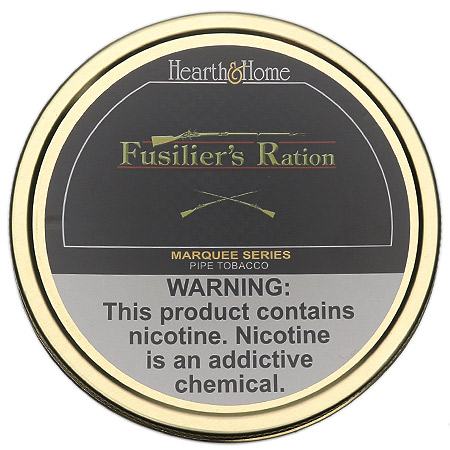 Hearth&Home
Fusilier's Ration
MARQUEE SERIES
PIPE TOBACCO
WARNING:
This product contains
nicotine. Nicotine
is an addictive
chemical.